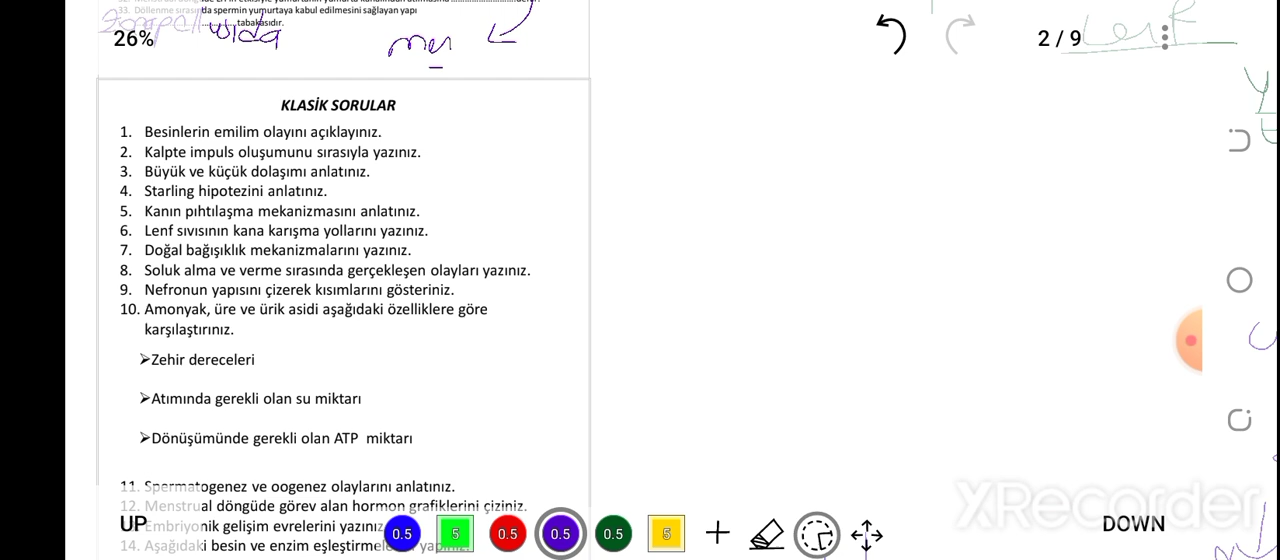 33. Döllenme sırasında spermin yumurtaya kabul edilmesini sağlayan yapı
....................tabakasıdır.
26%
2 / 9
Lenf
KLASİK SORULAR
1. Besinlerin emilim olayını açıklayınız.
2. Kalpte impuls oluşumunu sırasıyla yazınız.
3. Büyük ve küçük dolaşımı anlatınız.
4. Starling hipotezini anlatınız.
5. Kanın pıhtılaşma mekanizmasını anlatınız.
6. Lenf sıvısının kana karışma yollarını yazınız.
7. Doğal bağışıklık mekanizmalarını yazınız.
8. Soluk alma ve verme sırasında gerçekleşen olayları yazınız.
9. Nefronun yapısını çizerek kısımlarını gösteriniz.
10. Amonyak, üre ve ürik asidi aşağıdaki özelliklere göre
karşılaştırınız.
➢Zehir dereceleri
➢Atımında gerekli olan su miktarı
➢Dönüşümünde gerekli olan ATP miktarı
11. Spermatogenez ve oogenez olaylarını anlatınız.
12. Menstrual döngüde görev alan hormon grafiklerini çiziniz.
Embriyonik gelişim evrelerini yazınız
14. Aşağıdaki besin ve enzim eşleştirmele
UP
0.5 5 0.5 0.5 0.5 5
DOWN
XRecorder